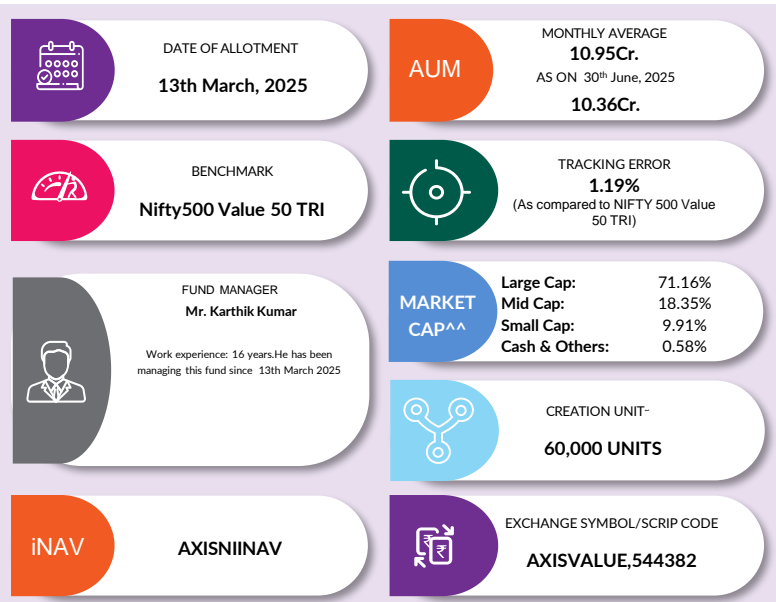 DATE OF ALLOTMENT
13th March, 2025
AUM
MONTHLY AVERAGE
10.95Cr.
AS ON 30th June, 2025
10.36Cr.
BENCHMARK
Nifty500 Value 50 TRI
TRACKING ERROR
1.19%
(As compared to NIFTY 500 Value
50 TRI)
FUND MANAGER
Mr. Karthik Kumar
Work experience: 16 years.He has been
managing this fund since 13th March 2025
MARKET
CAP^^
Large Cap: 71.16%
Mid Cap: 18.35%
Small Cap: 9.91%
Cash & Others: 0.58%
CREATION UNIT~
60,000 UNITS
iNAV
AXISNIINAV
₹
₹
EXCHANGE SYMBOL/SCRIP CODE
AXISVALUE,544382